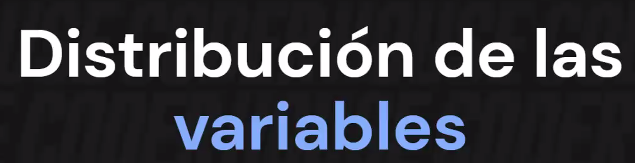 Distribución de las
variables